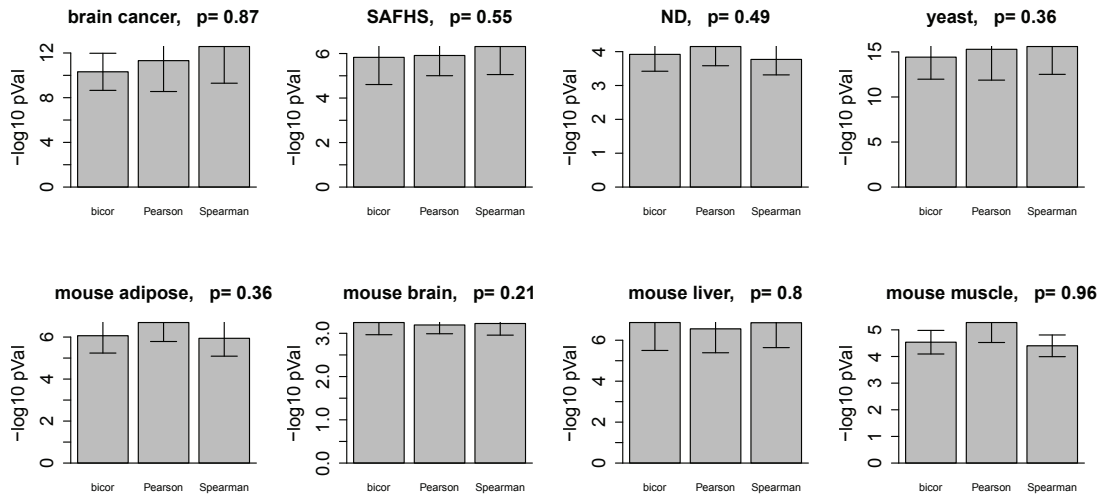 brain cancer,   p= 0.87
−log10 pVal
0 4 8 12
bicor Pearson Spearman
SAFHS,   p= 0.55
−log10 pVal
0 2 4 6
bicor Pearson Spearman
ND,   p= 0.49
−log10 pVal
0 1 2 3 4
bicor Pearson Spearman
yeast,   p= 0.36
−log10 pVal
0 5 10 15
bicor Pearson Spearman
mouse adipose,   p= 0.36
−log10 pVal
0 2 4 6
bicor Pearson Spearman
mouse brain,   p= 0.21
−log10 pVal
0.0 1.0 2.0 3.0
bicor Pearson Spearman
mouse liver,   p= 0.8
−log10 pVal
0 2 4 6
bicor Pearson Spearman
mouse muscle,   p= 0.96
−log10 pVal
0 1 2 3 4 5
bicor Pearson Spearman